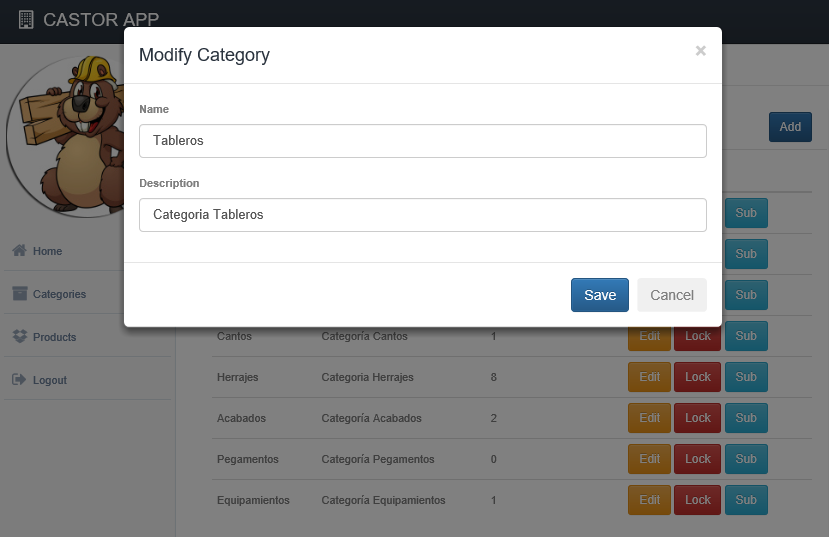 CASTOR APP
Modify Category
×
Name
Tableros
Description
Categoria Tableros
Save Cancel
Add
Home
Categories
Products
Logout
Sub
Sub
Sub
Cantos Categoría Cantos 1 Edit Lock Sub
Herrajes Categoria Herrajes 8 Edit Lock Sub
Acabados Categoría Acabados 2 Edit Lock Sub
Pegamentos Categoría Pegamentos 0 Edit Lock Sub
Equipamientos Categoría Equipamientos 1 Edit Lock Sub